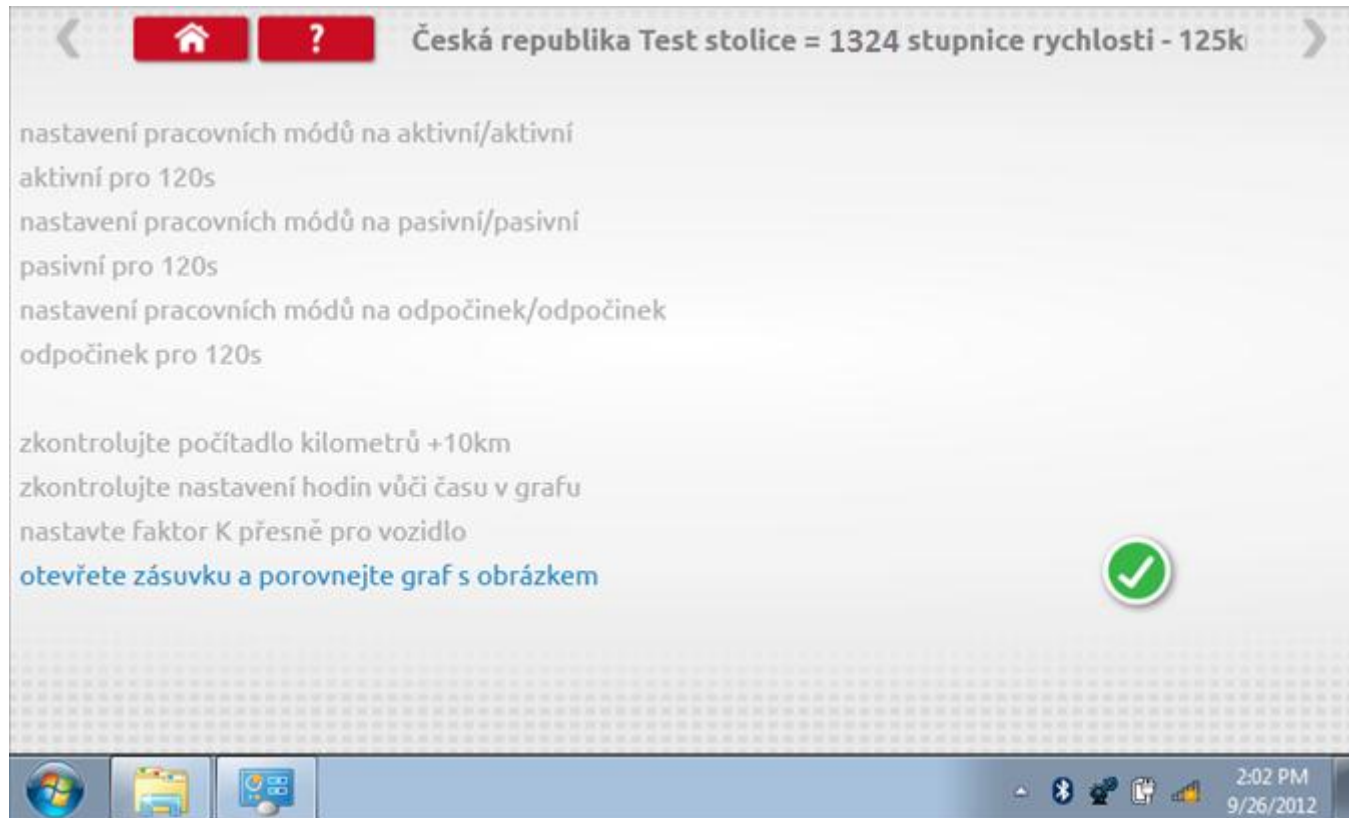 ? Česká republika Test stolice = 1324 stupnice rychlosti - 125k
nastavení pracovních módů na aktivní/aktivní
aktivní pro 120s
nastavení pracovních módů na pasivní/pasivní
pasivní pro 120s
nastavení pracovních módů na odpočinek/odpočinek
odpočinek pro 120s
zkontrolujte počítadlo kilometrů +10km
zkontrolujte nastavení hodin vůči času v grafu
nastavte faktor K přesně pro vozidlo
otevřete zásuvku a porovnejte graf s obrázkem
2:02 PM
9/26/2012